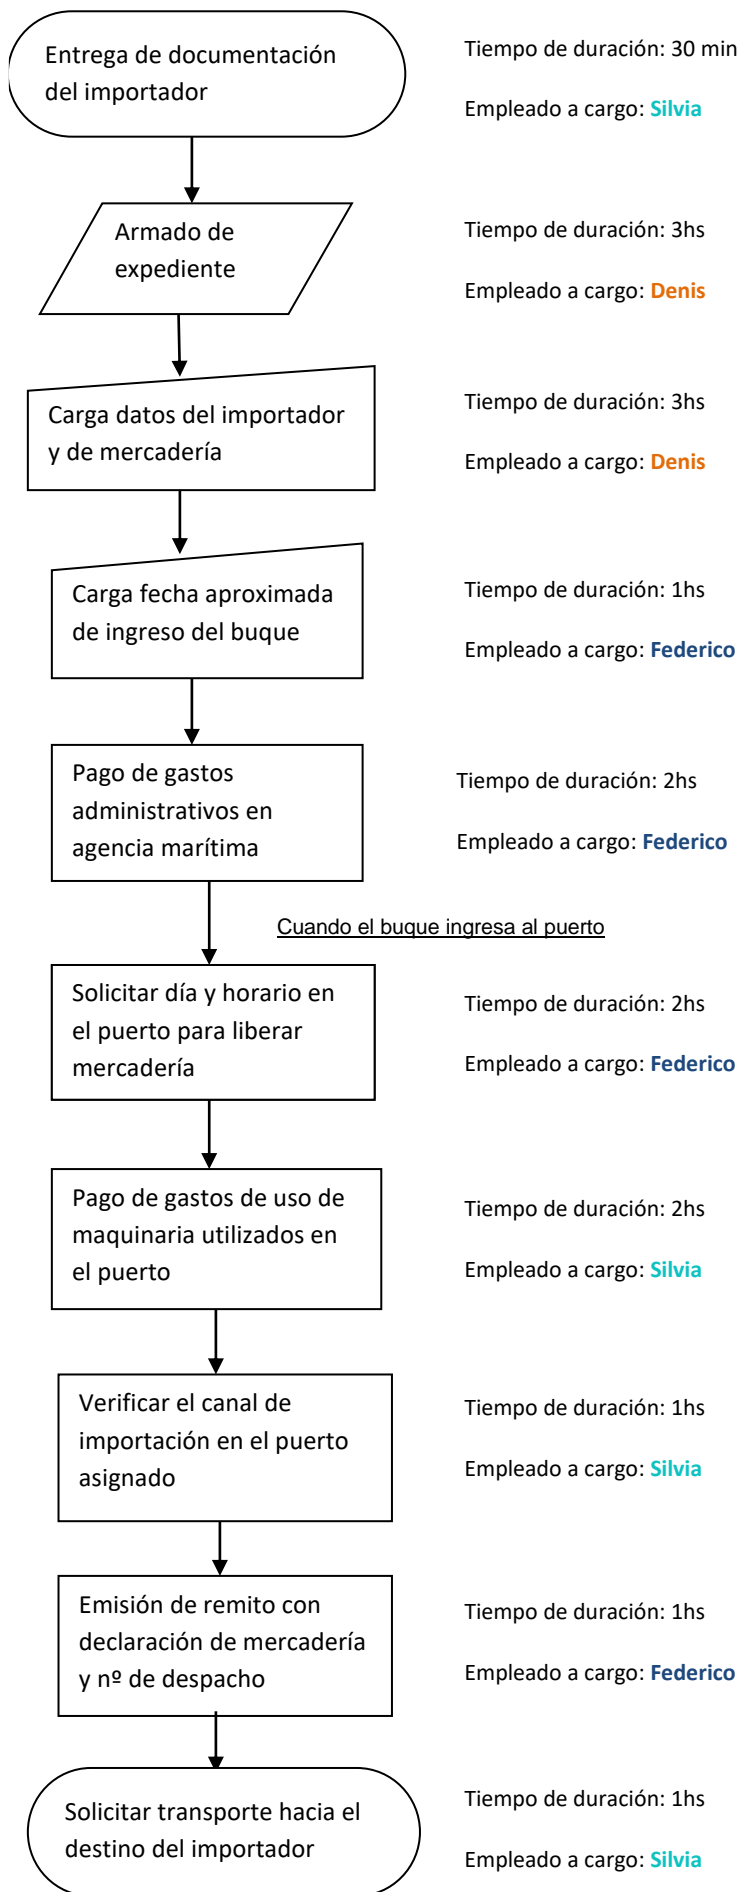 Entrega de documentación
del importador
Tiempo de duración: 30 min
Empleado a cargo: Silvia
Armado de
expediente
Tiempo de duración: 3hs
Empleado a cargo: Denis
Carga datos del importador
y de mercadería
Tiempo de duración: 3hs
Empleado a cargo: Denis
Carga fecha aproximada
de ingreso del buque
Tiempo de duración: 1hs
Empleado a cargo: Federico
Pago de gastos
administrativos en
agencia marítima
Tiempo de duración: 2hs
Empleado a cargo: Federico
Cuando el buque ingresa al puerto
Solicitar día y horario en
el puerto para liberar
mercadería
Tiempo de duración: 2hs
Empleado a cargo: Federico
Pago de gastos de uso de
maquinaria utilizados en
el puerto
Tiempo de duración: 2hs
Empleado a cargo: Silvia
Verificar el canal de
importación en el puerto
asignado
Tiempo de duración: 1hs
Empleado a cargo: Silvia
Emisión de remito con
declaración de mercadería
y nº de despacho
Tiempo de duración: 1hs
Empleado a cargo: Federico
Solicitar transporte hacia el
destino del importador
Tiempo de duración: 1hs
Empleado a cargo: Silvia